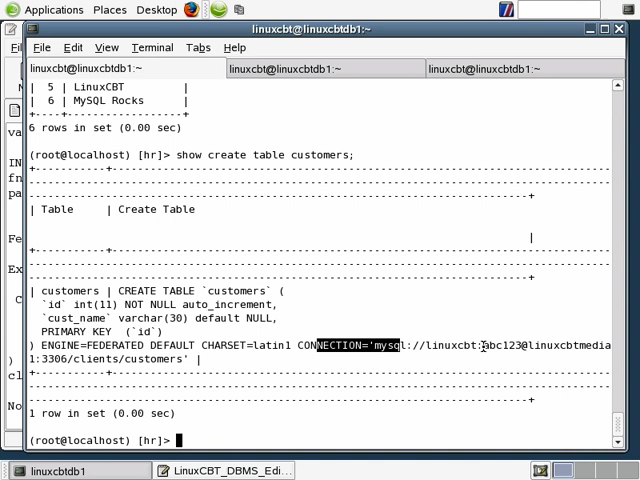 Applications Places Desktop
linuxcbt@linuxcbtdb1:~
File Edit View Terminal Tabs Help
linuxcbt@linuxcbtdb1:~ linuxcbt@linuxcbtdb1:~ linuxcbt@linuxcbtdb1:~
| 5 | LinuxCBT |
| 6 | MySQL Rocks |
+----+------------------+
6 rows in set (0.00 sec)
(root@localhost) [hr]> show create table customers;
| Table | Create Table
|
| customers | CREATE TABLE `customers` (
`id` int(11) NOT NULL auto_increment,
`cust_name` varchar(30) default NULL,
PRIMARY KEY (`id`)
) ENGINE=FEDERATED DEFAULT CHARSET=latin1 CONNECTION='mysql://linuxcbt:abc123@linuxcbtmedia
1:3306/clients/customers' |
1 row in set (0.00 sec)
(root@localhost) [hr]>
linuxcbtdb1 LinuxCBT_DBMS_Edi...